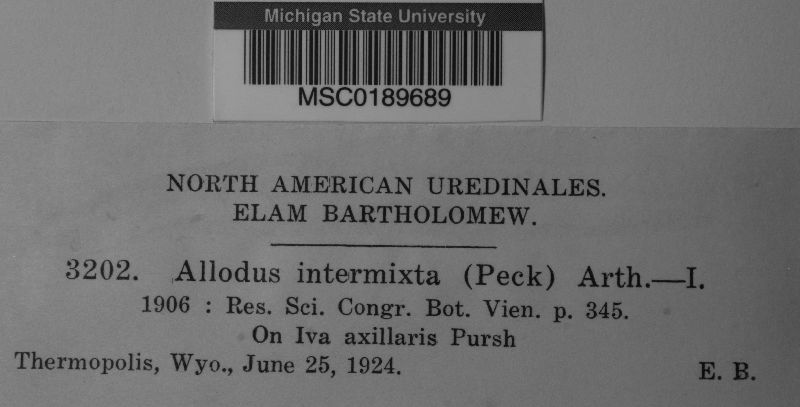 Michigan State University
MSC0189689
NORTH AMERICAN UREDINALES.
ELAM BARTHOLOMEW.
3202. Allodus intermixta (Peck) Arth.—I.
1906 : Res. Sci. Congr. Bot. Vien. p. 345.
On Iva axillaris Pursh
Thermopolis, Wyo., June 25, 1924. E. B.